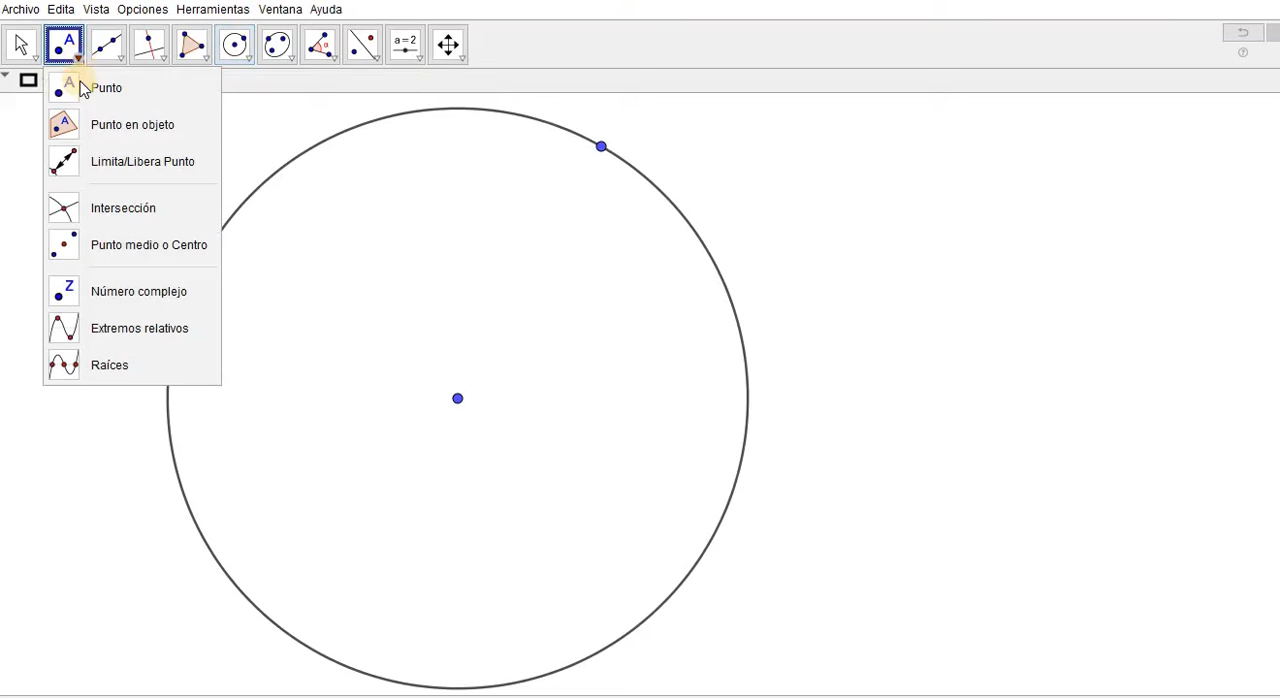 Archivo Edita Vista Opciones Herramientas Ventana Ayuda
A
a=2
A Punto
A Punto en objeto
Limita/Libera Punto
Intersección
Punto medio o Centro
Z Número complejo
Extremos relativos
Raíces